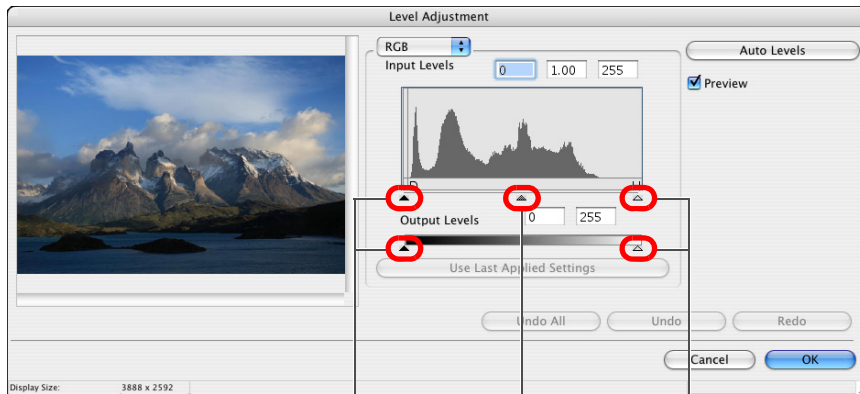 Level Adjustment
RGB
Auto Levels
Input Levels 0 1.00 255
Preview
D H
Output Levels 0 255
Use Last Applied Settings
Undo All Undo Redo
Cancel OK
Display Size: 3888 x 2592